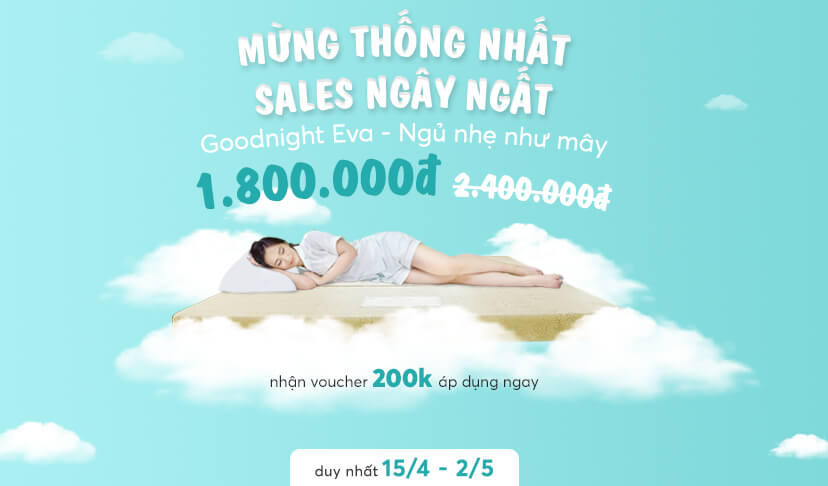 MỪNG THỐNG NHẤT
SALES NGÂY NGẤT
Goodnight Eva - Ngủ nhẹ như mây
1.800.000đ 2.400.000đ
nhận voucher 200k áp dụng ngay
duy nhất 15/4 - 2/5